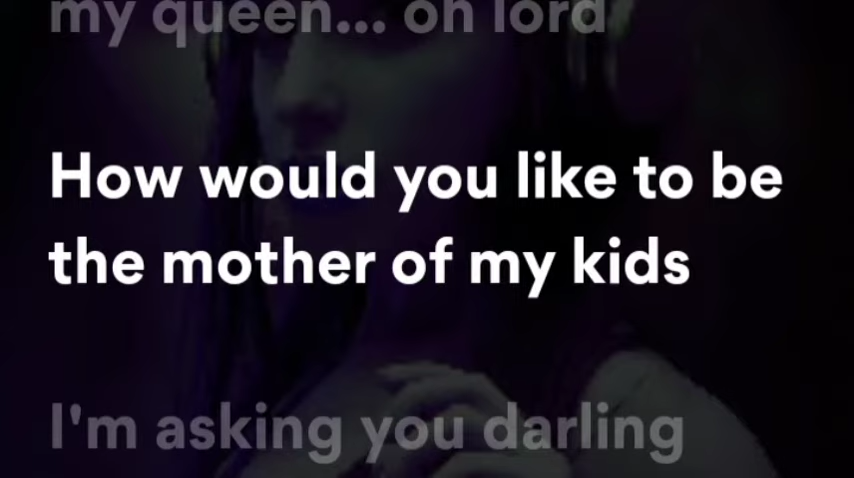 my queen... oh lord
How would you like to be
the mother of my kids
I'm asking you darling